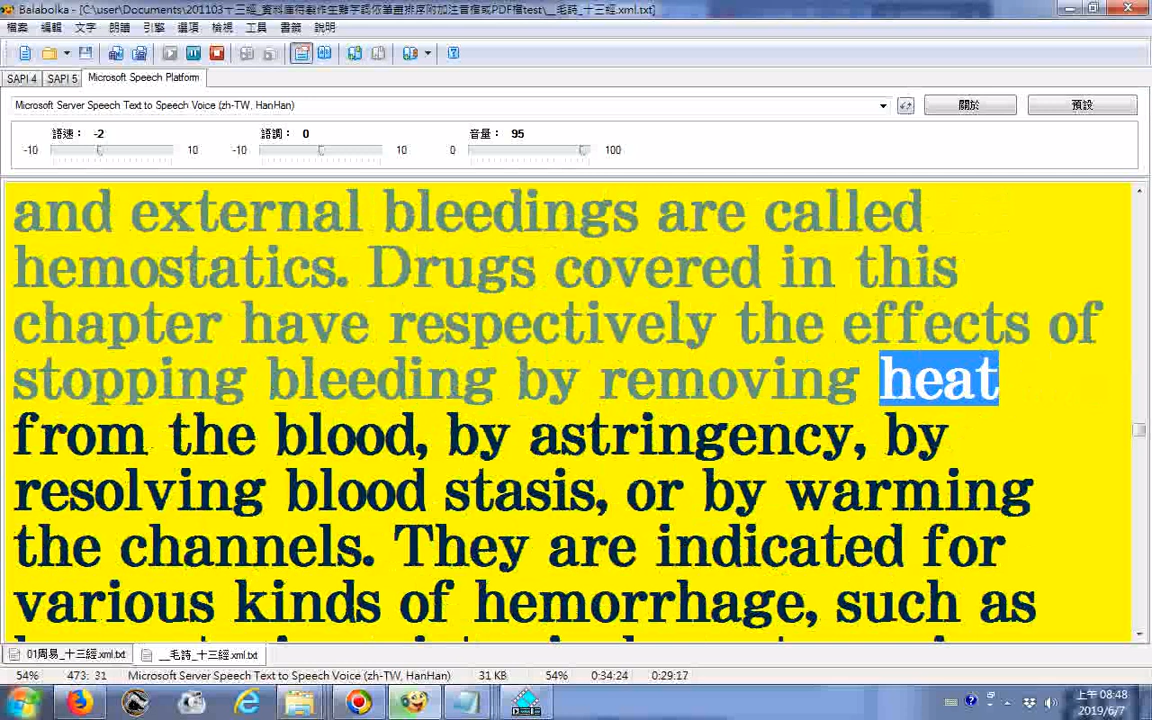 Balabolka - [C:\user\Documents\201103十三經_資料庫得製作生難字詞依筆畫排序附加注音檔或PDF檔test\__毛詩_十三經.xml.txt]
檔案 編輯 文字 朗讀 引擎 選項 檢視 工具 書籤 說明
SAPI 4 SAPI 5 Microsoft Speech Platform
Microsoft Server Speech Text to Speech Voice (zh-TW, HanHan) 關於 預設
語速： -2 語調： 0 音量： 95
-10 10 -10 10 0 100
and external bleedings are called
hemostatics. Drugs covered in this
chapter have respectively the effects of
stopping bleeding by removing heat
from the blood, by astringency, by
resolving blood stasis, or by warming
the channels. They are indicated for
various kinds of hemorrhage, such as
01周易_十三經.xml.txt __毛詩_十三經.xml.txt
54% 473: 31 Microsoft Server Speech Text to Speech Voice (zh-TW, HanHan) 31 KB 54% 0:34:24 0:29:17
上午 08:48
2019/6/7